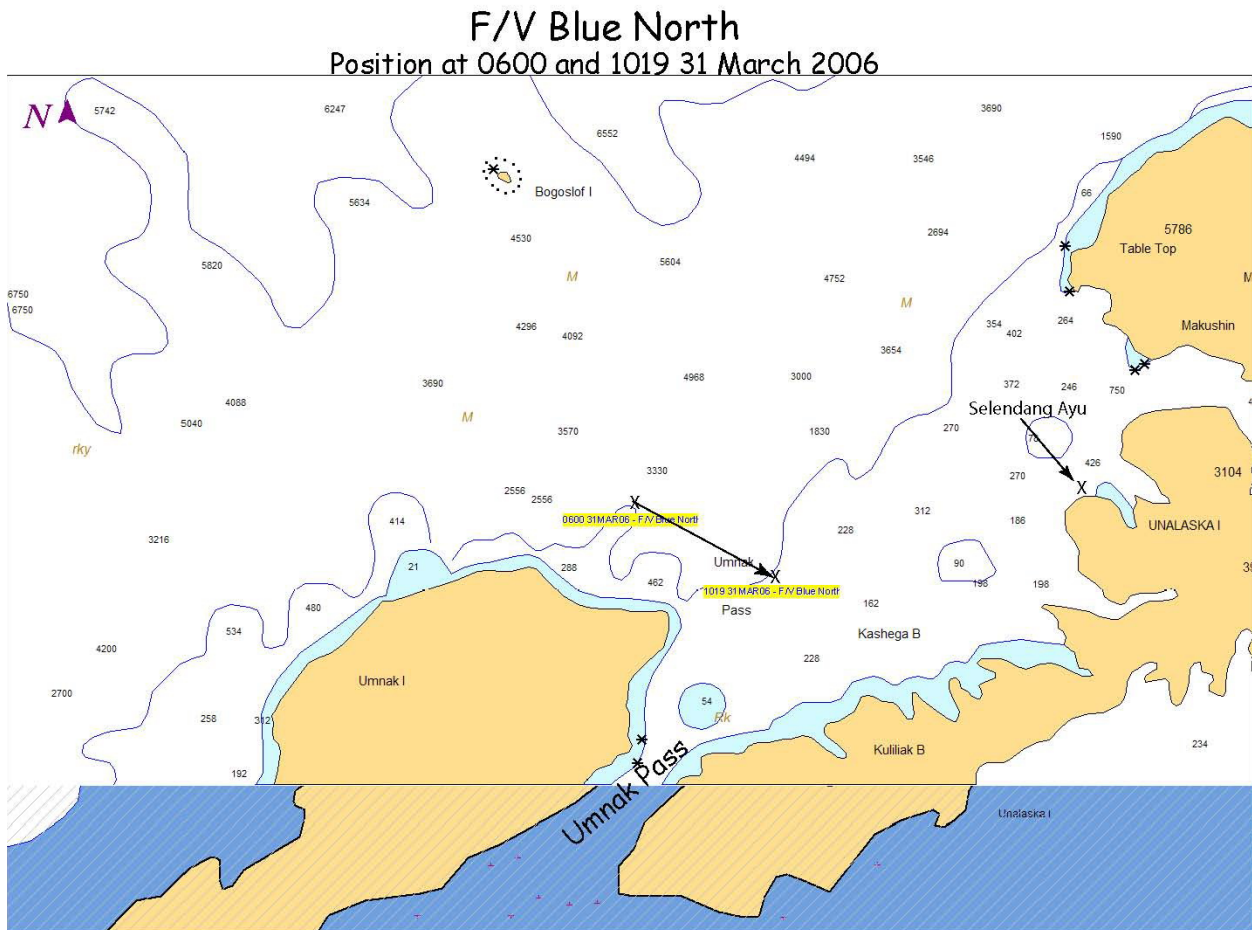 F/V Blue North
Position at 0600 and 1019 31 March 2006
N
5742
6247
6552
3690
1590
4494
3546
66
Bogoslof I
5634
5786
4530
2694
Table Top
5820
5604
M
4752
M
M
6750
6750
4296
4092
354
402
264
Makushin
3654
3690
4968
3000
372
246
750
4088
Selendang Ayu
5040
M
3570
1830
270
78
rky
426
3330
270
3104
2556
2556
X
X
414
0600 31MAR06 - F/V Blue North
312
186
UNALASKA I
3216
228
21
288
Umnak
90
462
X
198
198
1019 31MAR06 - F/V Blue North
480
162
Pass
534
Kashega B
4200
228
Umnak I
2700
54
258
312
Rk
234
Kuliliak B
192
Umnak Pass
Unalaska I